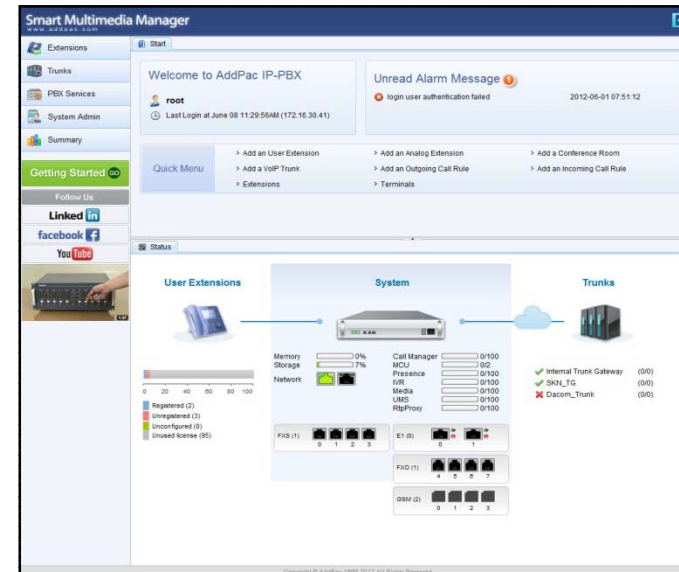 Smart Multimedia Manager
www.addpac.com
Extensions
Trunks
PBX Services
System Admin
Summary
Getting Started GO
Follow Us
Linked in
facebook f
You Tube
Start
Welcome to AddPac IP-PBX
root
Last Login at June 08 11:29:56AM (172.16.30.41)
Unread Alarm Message
login user authentication failed 2012-06-01 07:51:12
Quick Menu
> Add an User Extension > Add an Analog Extension > Add a Conference Room
> Add a VoIP Trunk > Add an Outgoing Call Rule > Add an Incoming Call Rule
> Extensions > Terminals
Status
User Extensions
0 20 40 60 80 100
Registered (2)
Unregistered (3)
Unconfigured (0)
Unused license (95)
System
Memory 0%
Storage 7%
Network
Call Manager 0/100
MCU 0/2
Presence 0/100
IVR 0/100
Media 0/100
UMS 0/100
RtpProxy 0/100
FXS (1)
0 1 2 3
E1 (0)
0 1
FXO (1)
4 5 6 7
GSM (2)
0 1 2 3
Trunks
Internal Trunk Gateway (0/0)
SKN_TG (0/0)
Dacom_Trunk (0/0)